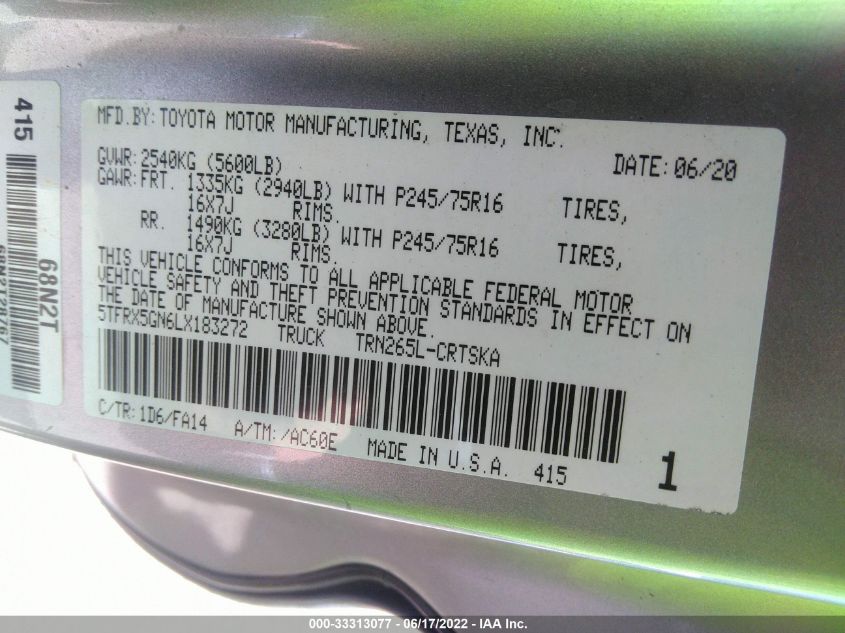 415
68N2T
68N2T28767
MFD.BY:TOYOTA MOTOR MANUFACTURING, TEXAS, INC.
GVWR:2540KG (5600LB) DATE:06/20
GAWR:FRT. 1335KG (2940LB) WITH P245/75R16 TIRES,
16X7J RIMS.
RR. 1490KG (3280LB) WITH P245/75R16 TIRES,
16X7J RIMS.
THIS VEHICLE CONFORMS TO ALL APPLICABLE FEDERAL MOTOR
VEHICLE SAFETY AND THEFT PREVENTION STANDARDS IN EFFECT ON
THE DATE OF MANUFACTURE SHOWN ABOVE.
5TFRX5GN6LX183272 TRUCK TRN265L-CRTSKA
C/TR:1D6/FA14 A/TM:/AC60E MADE IN U.S.A. 415 1
000-33313077 - 06/17/2022 - IAA Inc.